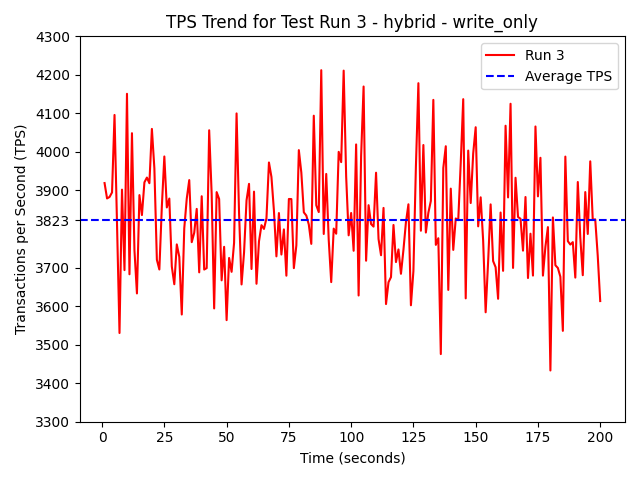 TPS Trend for Test Run 3 - hybrid - write_only
Transactions per Second (TPS)
4300
4200
4100
4000
3900
3823
3700
3600
3500
3400
3300
Run 3
Average TPS
0 25 50 75 100 125 150 175 200
Time (seconds)